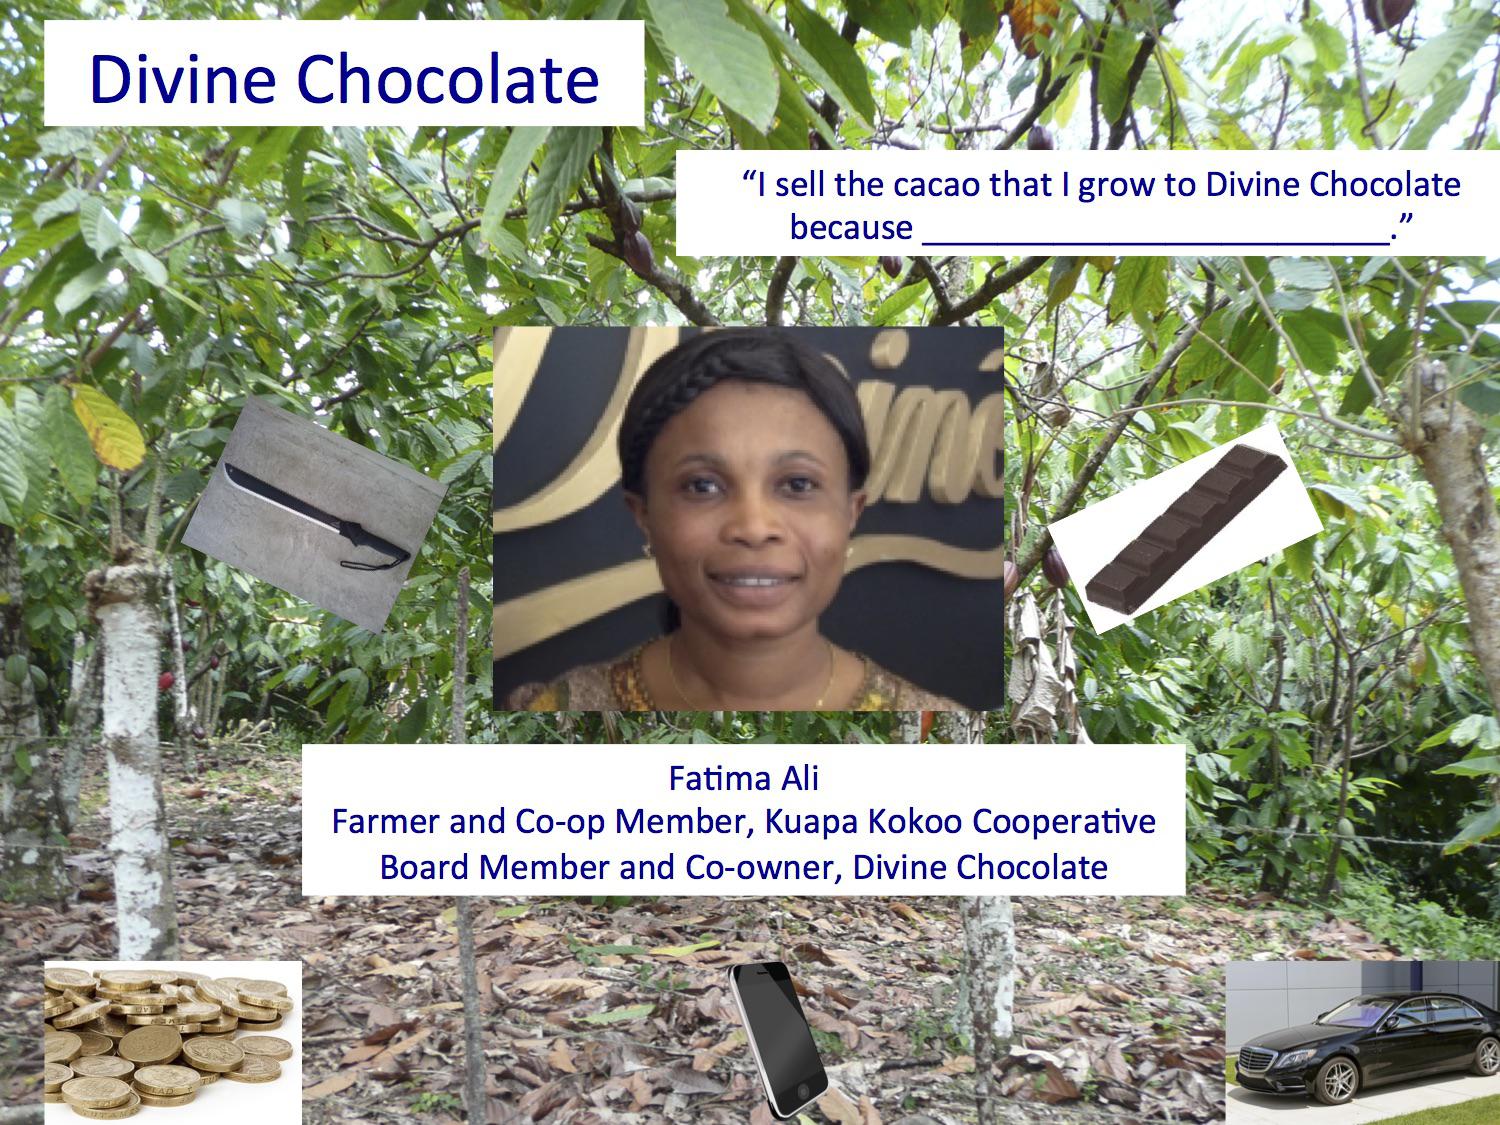 Divine Chocolate
“I sell the cacao that I grow to Divine Chocolate
because _________________________.”
Fatima Ali
Farmer and Co-op Member, Kuapa Kokoo Cooperative
Board Member and Co-owner, Divine Chocolate